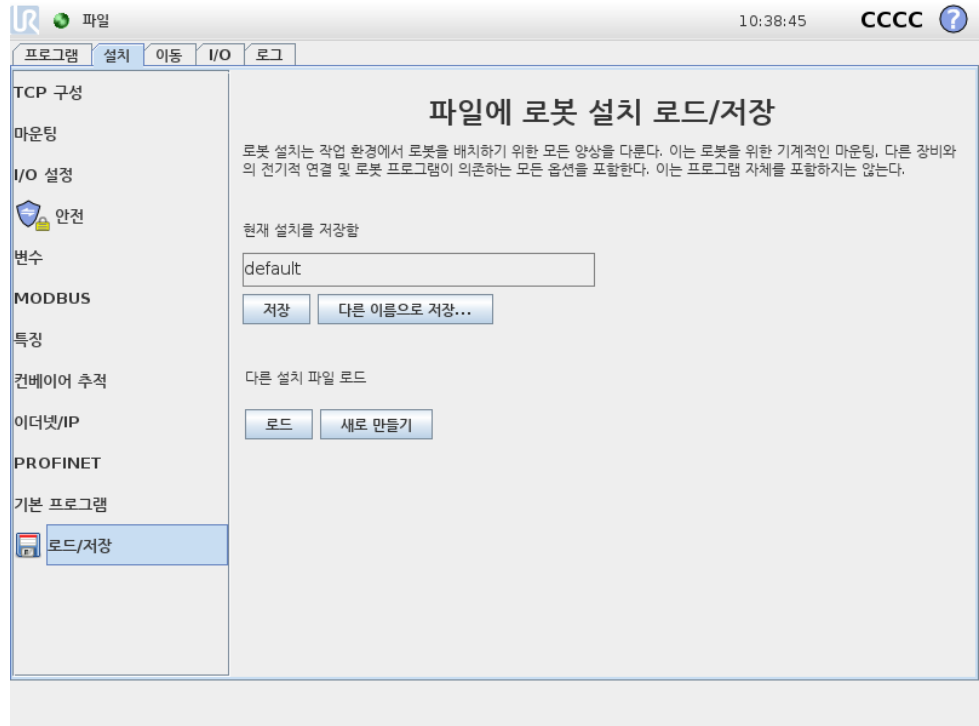 UR 파일 10:38:45 CCCC ?
프로그램 설치 이동 I/O 로그
TCP 구성
마운팅
I/O 설정
안전
변수
MODBUS
특징
컨베이어 추적
이더넷/IP
PROFINET
기본 프로그램
로드/저장
파일에 로봇 설치 로드/저장
로봇 설치는 작업 환경에서 로봇을 배치하기 위한 모든 양상을 다룬다. 이는 로봇을 위한 기계적인 마운팅, 다른 장비와
의 전기적 연결 및 로봇 프로그램이 의존하는 모든 옵션을 포함한다. 이는 프로그램 자체를 포함하지는 않는다.
현재 설치를 저장함
default
저장 다른 이름으로 저장...
다른 설치 파일 로드
로드 새로 만들기